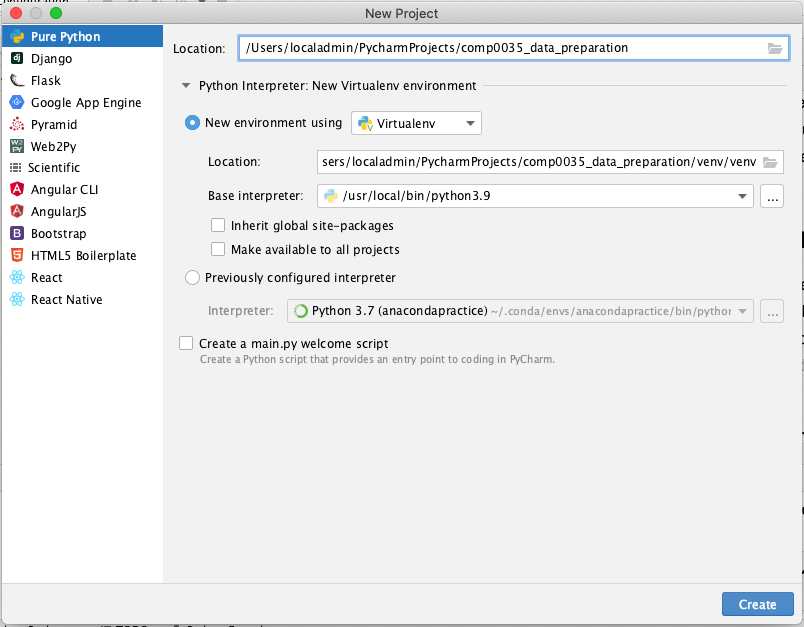 New Project
Pure Python
Django
Flask
Google App Engine
Pyramid
Web2Py
Scientific
Angular CLI
AngularJS
Bootstrap
HTML5 Boilerplate
React
React Native
Location: /Users/localadmin/PycharmProjects/comp0035_data_preparation
Python Interpreter: New Virtualenv environment
New environment using Virtualenv
Location: sers/localadmin/PycharmProjects/comp0035_data_preparation/venv/venv
Base interpreter: /usr/local/bin/python3.9 ...
Inherit global site-packages
Make available to all projects
Previously configured interpreter
Interpreter: Python 3.7 (anacondapractice) ~/.conda/envs/anacondapractice/bin/python ...
Create a main.py welcome script
Create a Python script that provides an entry point to coding in PyCharm.
Create